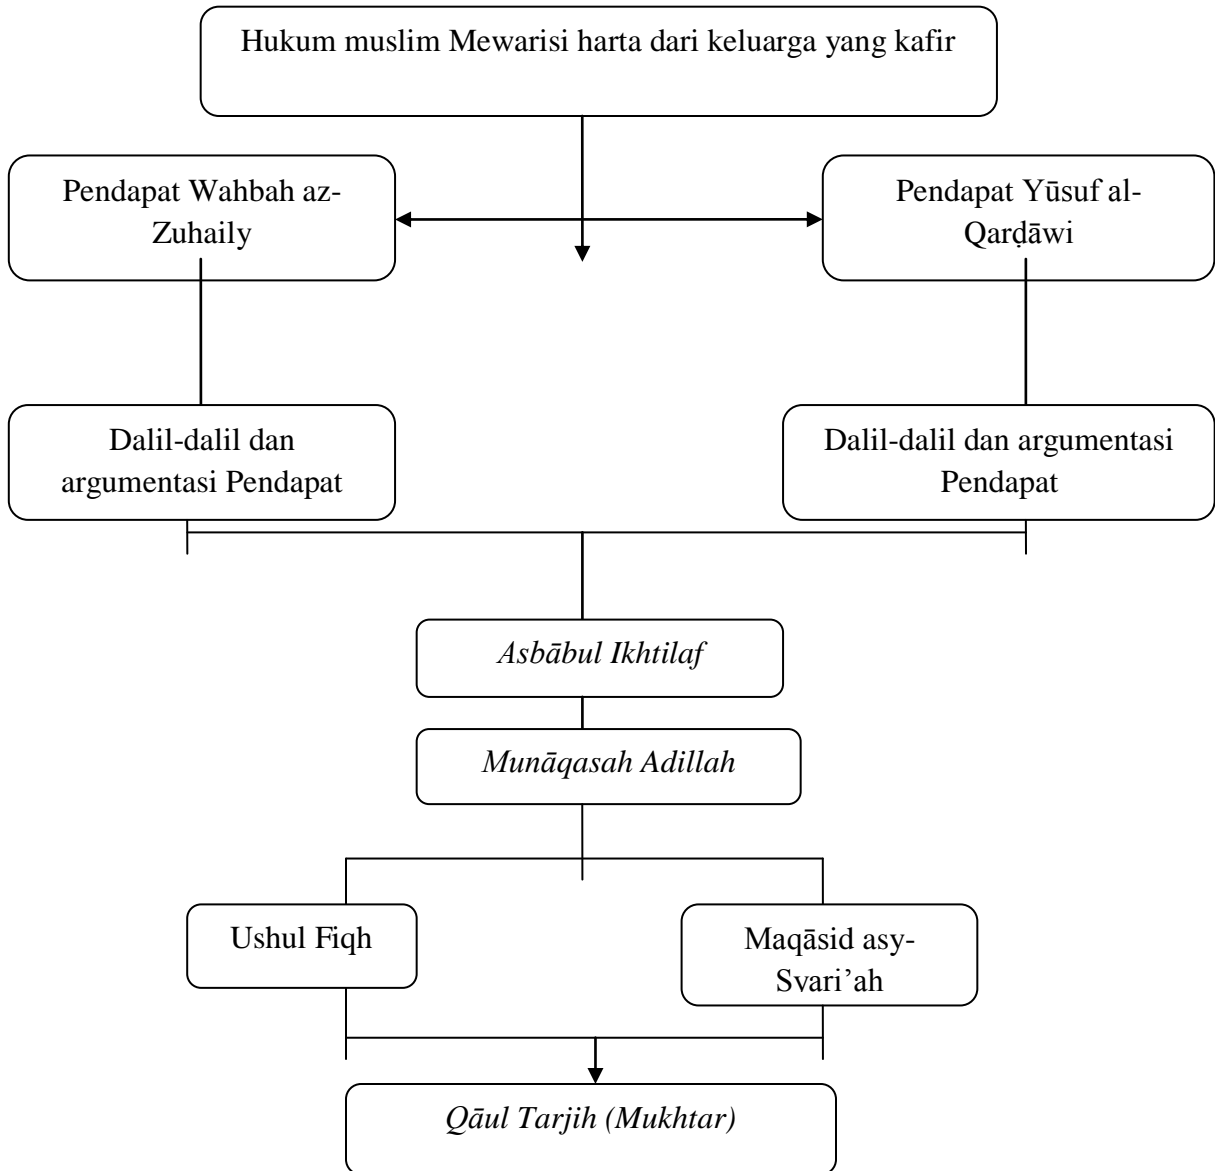 Hukum muslim Mewarisi harta dari keluarga yang kafir
Pendapat Wahbah az-
Zuhaily
Pendapat Yūsuf al-
Qarḍāwi
Dalil-dalil dan
argumentasi Pendapat
Dalil-dalil dan argumentasi
Pendapat
Asbābul Ikhtilaf
Munāqasah Adillah
Ushul Fiqh
Maqāsid asy-
Svari’ah
Qāul Tarjih (Mukhtar)